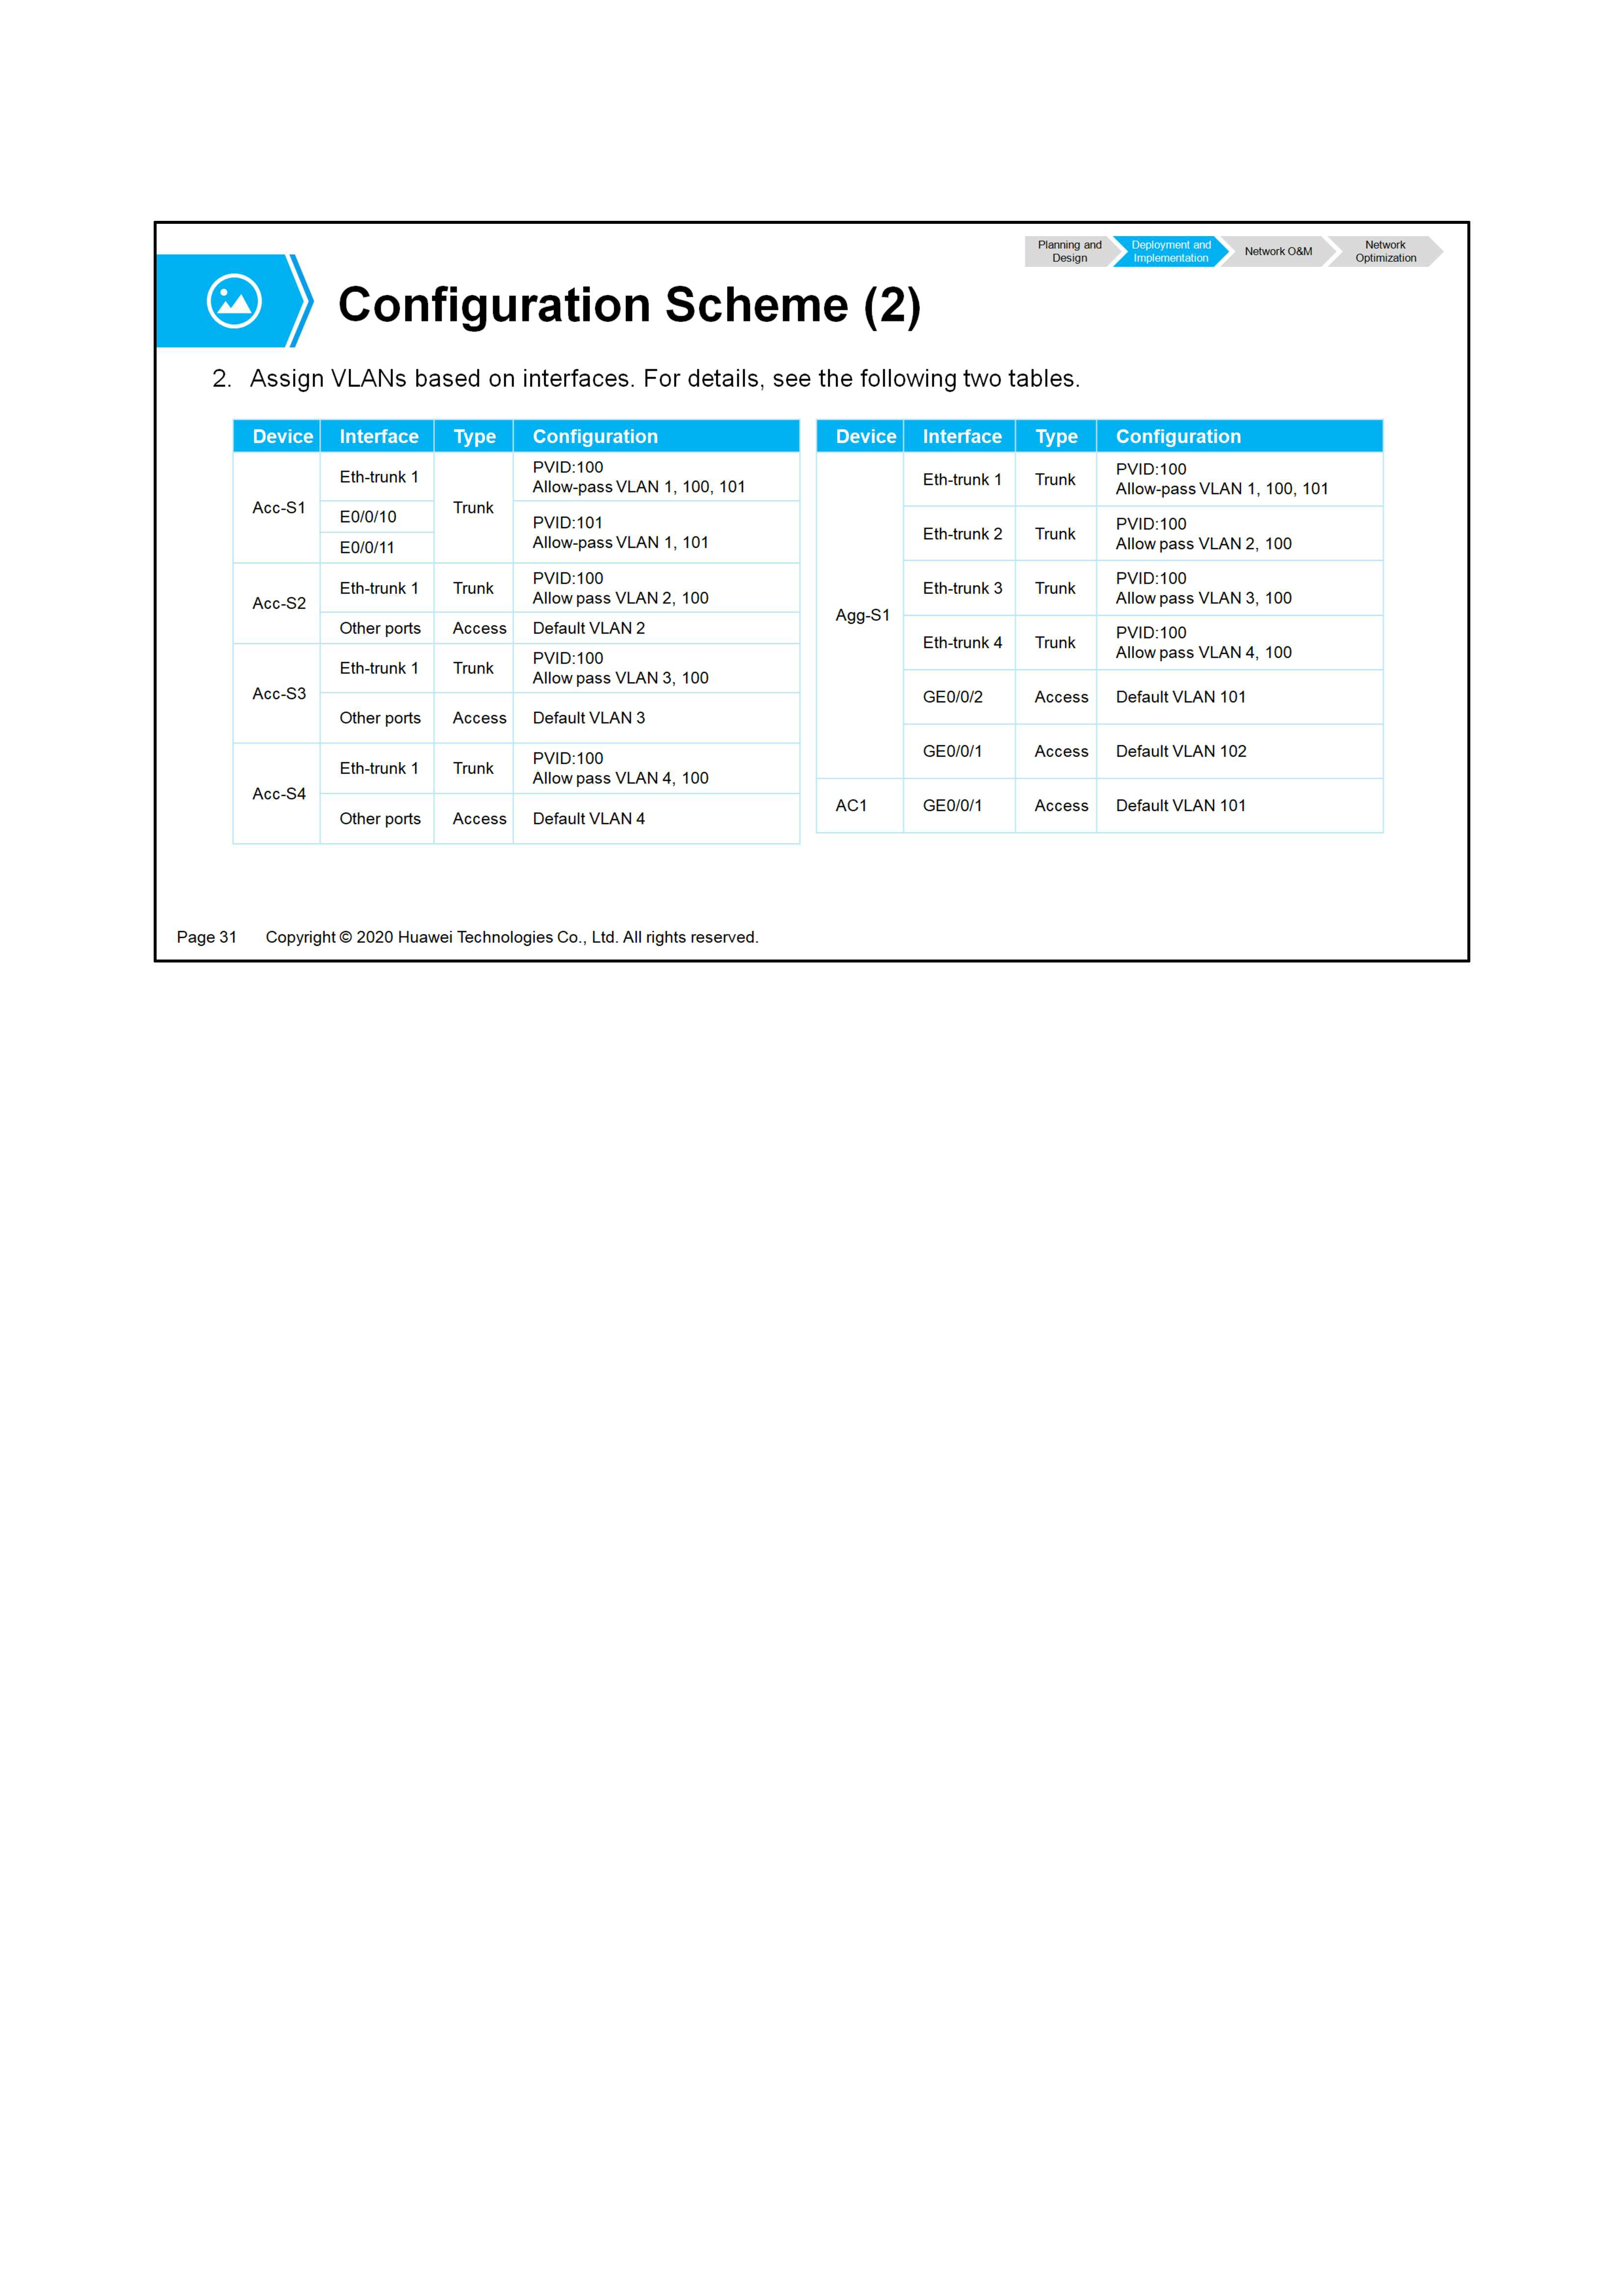 Planning and
Design
Deployment and
Implementation
Network O&M
Network
Optimization
Configuration Scheme (2)
2. Assign VLANs based on interfaces. For details, see the following two tables.
Device Interface Type Configuration
Acc-S1
Eth-trunk 1
Trunk
PVID:100
Allow-pass VLAN 1, 100, 101
E0/0/10
E0/0/11
PVID:101
Allow-pass VLAN 1, 101
Acc-S2
Eth-trunk 1
Trunk
PVID:100
Allow pass VLAN 2, 100
Other ports Access Default VLAN 2
Acc-S3
Eth-trunk 1
Trunk
PVID:100
Allow pass VLAN 3, 100
Other ports Access Default VLAN 3
Acc-S4
Eth-trunk 1
Trunk
PVID:100
Allow pass VLAN 4, 100
Other ports Access Default VLAN 4
Device Interface Type Configuration
Agg-S1
Eth-trunk 1
Trunk
PVID:100
Allow-pass VLAN 1, 100, 101
Eth-trunk 2
Trunk
PVID:100
Allow pass VLAN 2, 100
Eth-trunk 3
Trunk
PVID:100
Allow pass VLAN 3, 100
Eth-trunk 4
Trunk
PVID:100
Allow pass VLAN 4, 100
GE0/0/2 Access Default VLAN 101
GE0/0/1 Access Default VLAN 102
AC1 GE0/0/1 Access Default VLAN 101
Page 31 Copyright © 2020 Huawei Technologies Co., Ltd. All rights reserved.